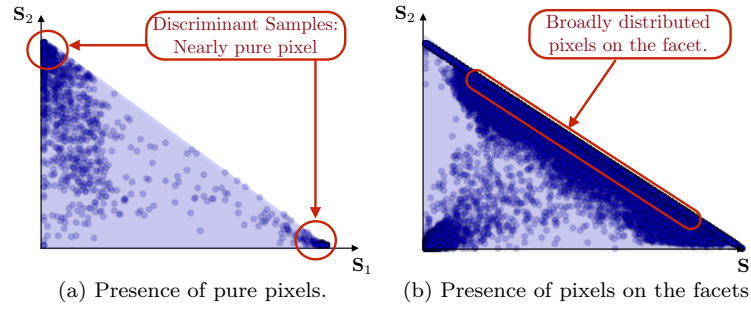 S₂
Discriminant Samples:
Nearly pure pixel
S₁
(a) Presence of pure pixels.
S₂
Broadly distributed
pixels on the facet.
S
(b) Presence of pixels on the facets